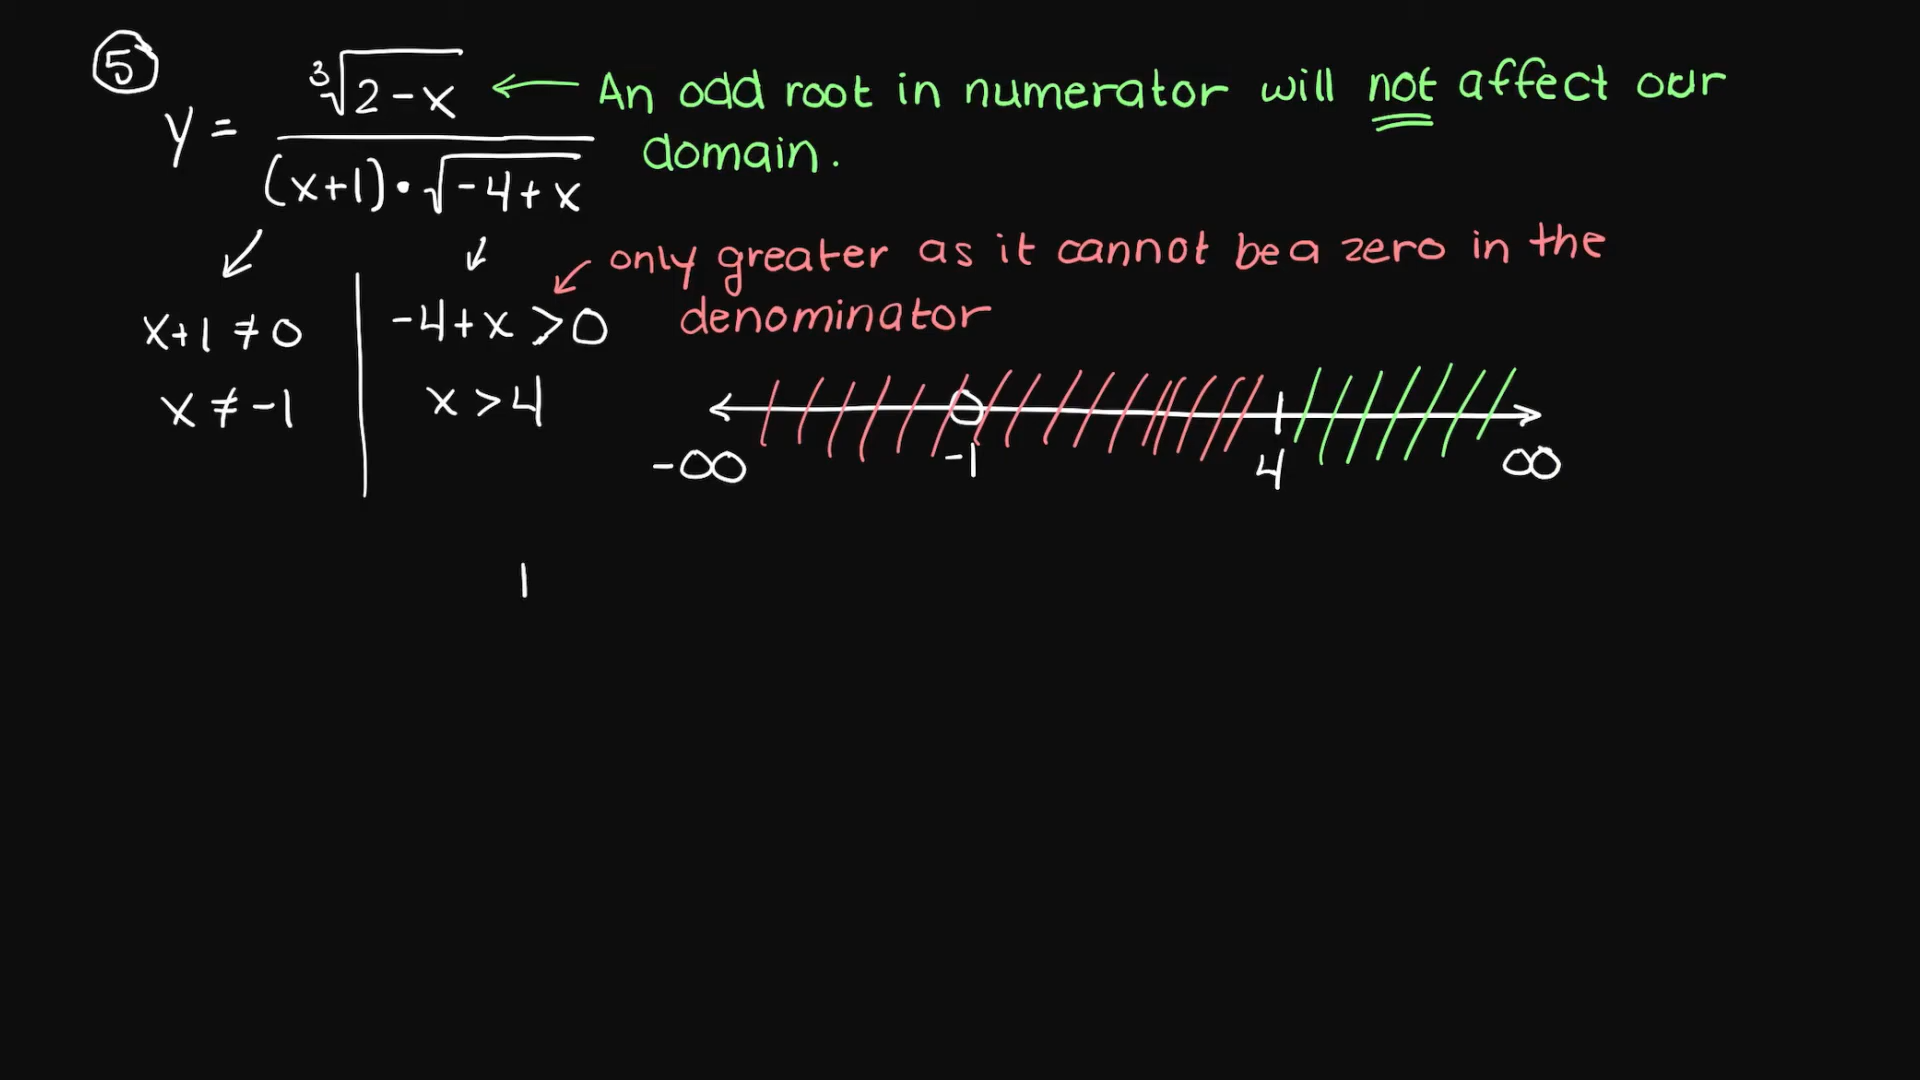 5
y = ∛(2-x) / ((x+1)·√(-4+x)) ← An odd root in numerator will not affect our
domain.
only greater as it cannot be a zero in the
denominator
x+1 ≠ 0
-4+x > 0
x ≠ -1
x > 4
-∞ -1 4 ∞
1